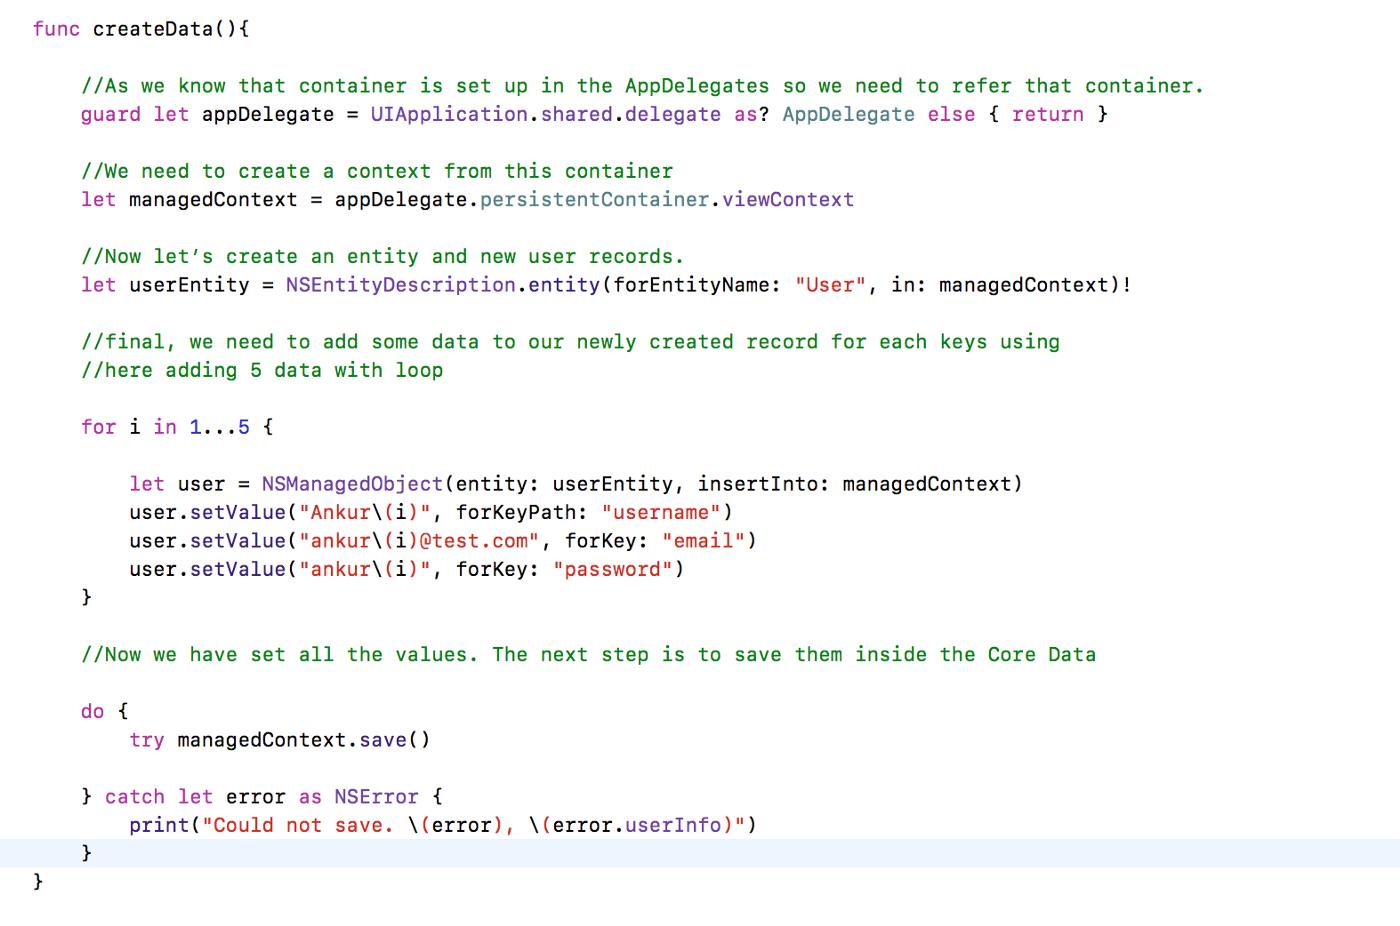 func createData(){
//As we know that container is set up in the AppDelegates so we need to refer that container.
guard let appDelegate = UIApplication.shared.delegate as? AppDelegate else { return }
//We need to create a context from this container
let managedContext = appDelegate.persistentContainer.viewContext
//Now let’s create an entity and new user records.
let userEntity = NSEntityDescription.entity(forEntityName: "User", in: managedContext)!
//final, we need to add some data to our newly created record for each keys using
//here adding 5 data with loop
for i in 1...5 {
let user = NSManagedObject(entity: userEntity, insertInto: managedContext)
user.setValue("Ankur\(i)", forKeyPath: "username")
user.setValue("ankur\(i)@test.com", forKey: "email")
user.setValue("ankur\(i)", forKey: "password")
}
//Now we have set all the values. The next step is to save them inside the Core Data
do {
try managedContext.save()
} catch let error as NSError {
print("Could not save. \(error), \(error.userInfo)")
}
}